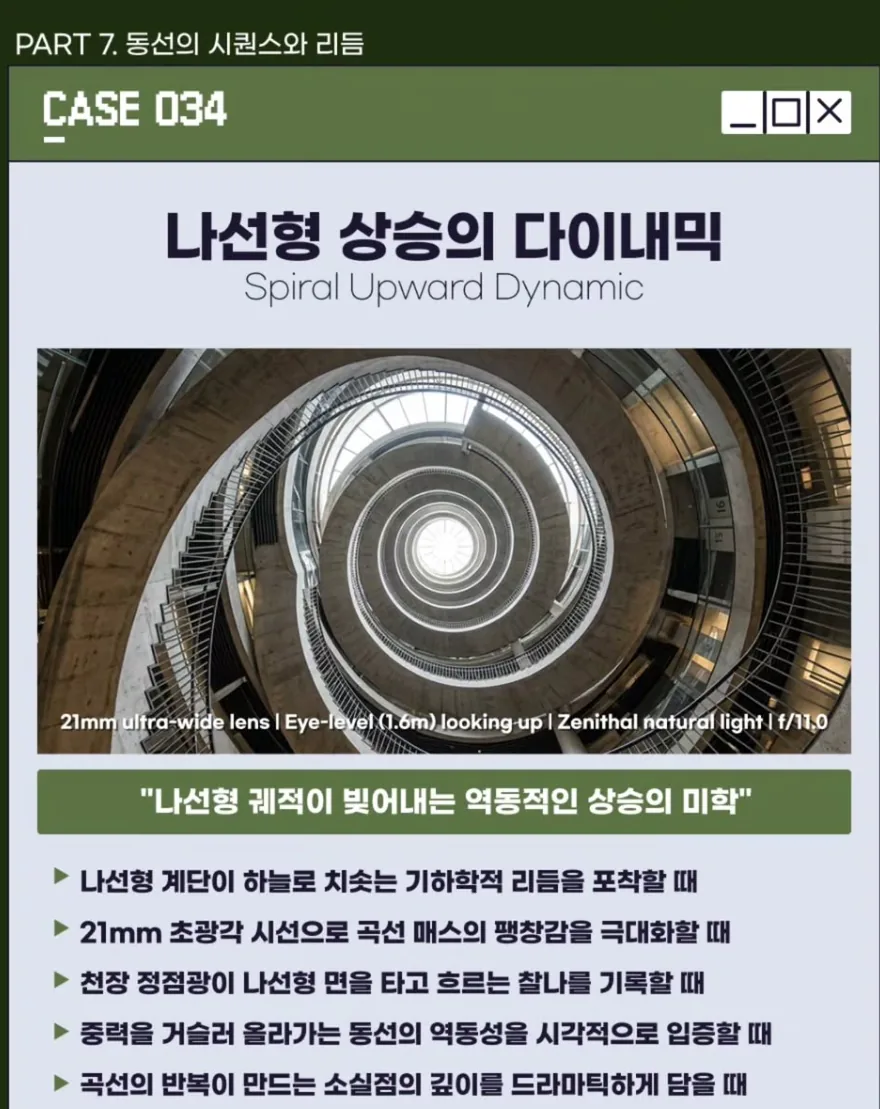 PART 7. 동선의 시퀀스와 리듬
CASE 034
나선형 상승의 다이내믹
Spiral Upward Dynamic
21mm ultra-wide lens | Eye-level (1.6m) looking up | Zenithal natural light | f/11.0
"나선형 궤적이 빚어내는 역동적인 상승의 미학"
▶ 나선형 계단이 하늘로 치솟는 기하학적 리듬을 포착할 때
▶ 21mm 초광각 시선으로 곡선 매스의 팽창감을 극대화할 때
▶ 천장 정점광이 나선형 면을 타고 흐르는 찰나를 기록할 때
▶ 중력을 거슬러 올라가는 동선의 역동성을 시각적으로 입증할 때
▶ 곡선의 반복이 만드는 소실점의 깊이를 드라마틱하게 담을 때